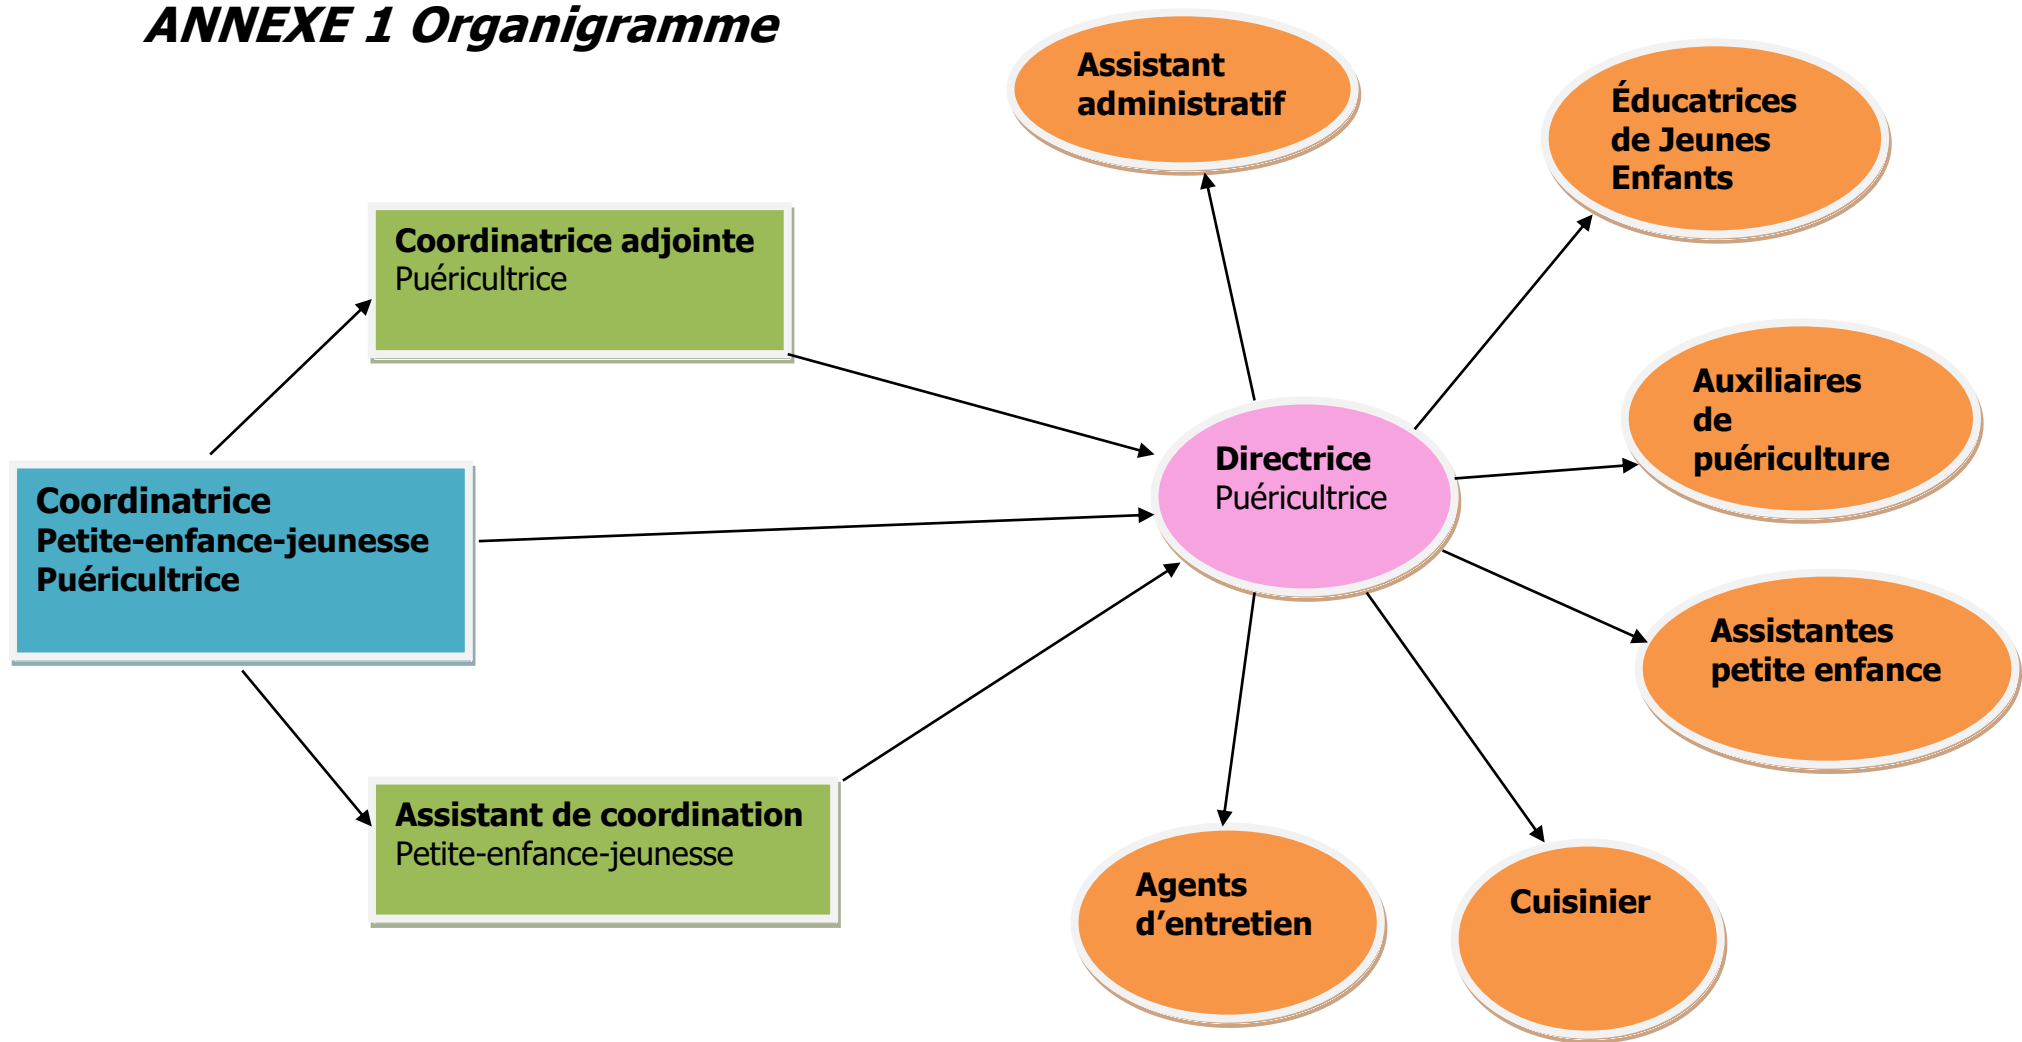 ANNEXE 1 Organigramme
Assistant
administratif
Éducatrices
de Jeunes
Enfants
Coordinatrice adjointe
Puéricultrice
Auxiliaires
de
puériculture
Directrice
Puéricultrice
Coordinatrice
Petite-enfance-jeunesse
Puéricultrice
Assistantes
petite enfance
Assistant de coordination
Petite-enfance-jeunesse
Agents
d’entretien
Cuisinier